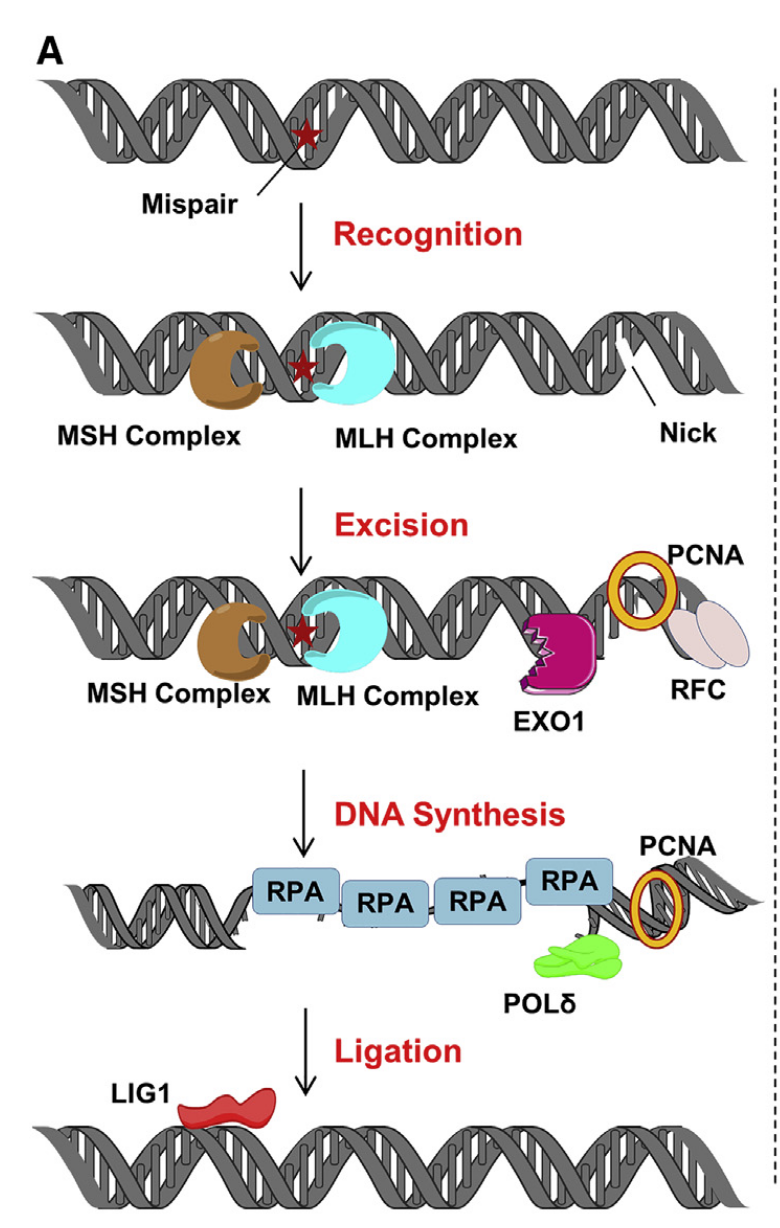 A
Mispair
Recognition
MSH Complex
MLH Complex
Nick
Excision
PCNA
MSH Complex
MLH Complex
EXO1
RFC
DNA Synthesis
PCNA
RPA
RPA
RPA
RPA
POLδ
Ligation
LIG1